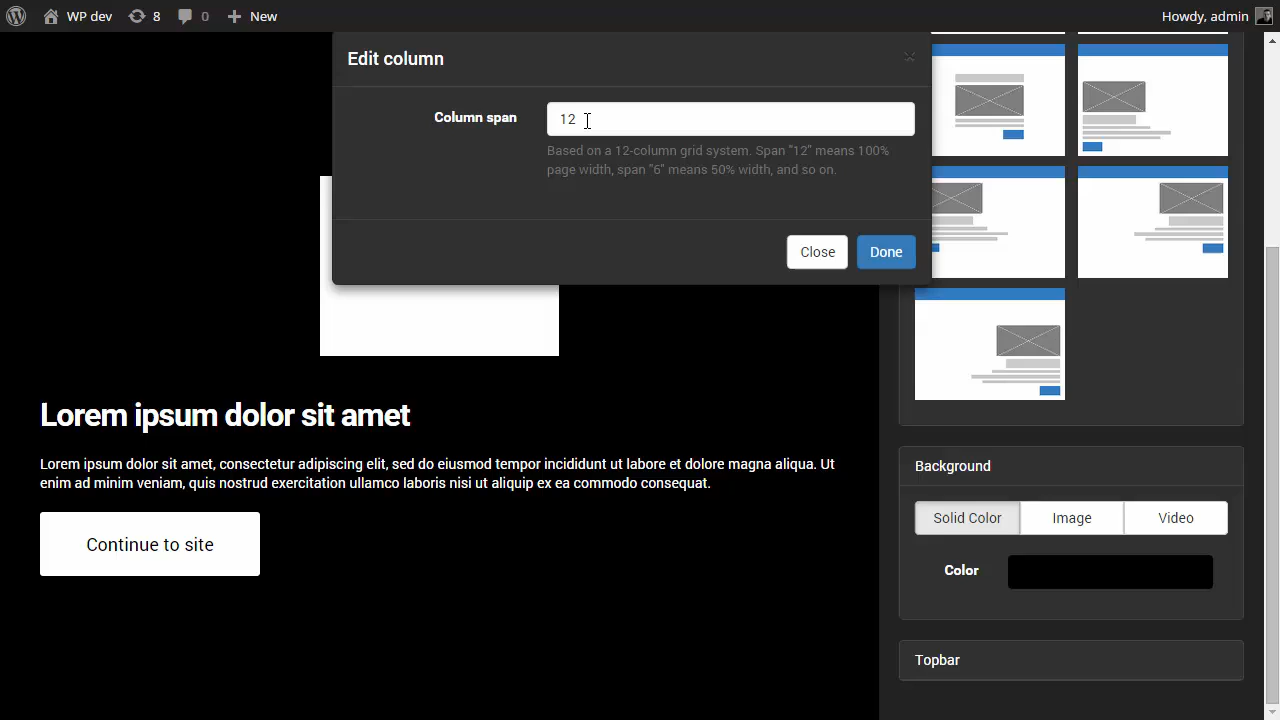 WP dev
8
0
New
Howdy, admin
Edit column
×
Column span
12
Based on a 12-column grid system. Span "12" means 100%
page width, span "6" means 50% width, and so on.
Close
Done
Lorem ipsum dolor sit amet
Lorem ipsum dolor sit amet, consectetur adipiscing elit, sed do eiusmod tempor incididunt ut labore et dolore magna aliqua. Ut
enim ad minim veniam, quis nostrud exercitation ullamco laboris nisi ut aliquip ex ea commodo consequat.
Continue to site
Background
Solid Color
Image
Video
Color
Topbar